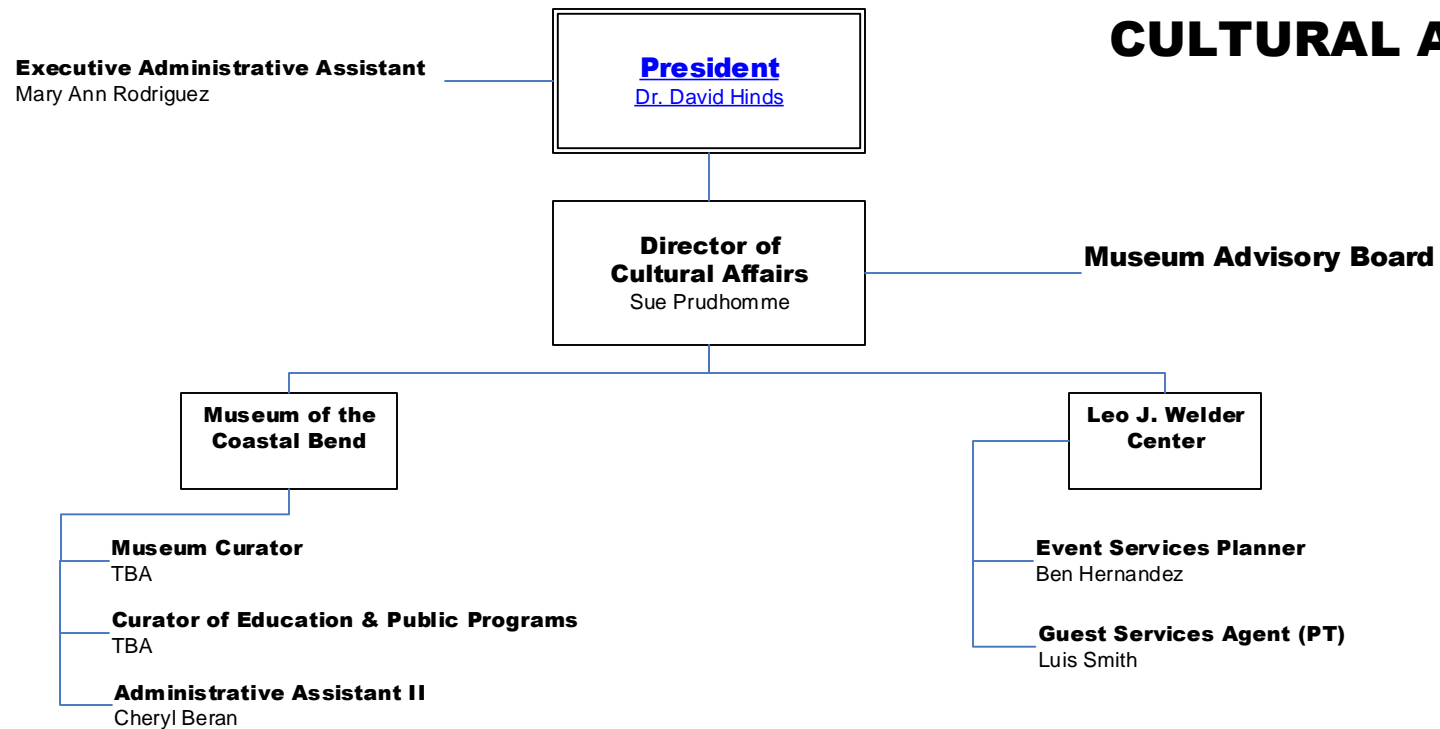 CULTURAL A
Executive Administrative Assistant
Mary Ann Rodriguez
President
Dr. David Hinds
Director of
Cultural Affairs
Sue Prudhomme
Museum Advisory Board
Museum of the
Coastal Bend
Leo J. Welder
Center
Museum Curator
TBA
Curator of Education & Public Programs
TBA
Administrative Assistant II
Cheryl Beran
Event Services Planner
Ben Hernandez
Guest Services Agent (PT)
Luis Smith